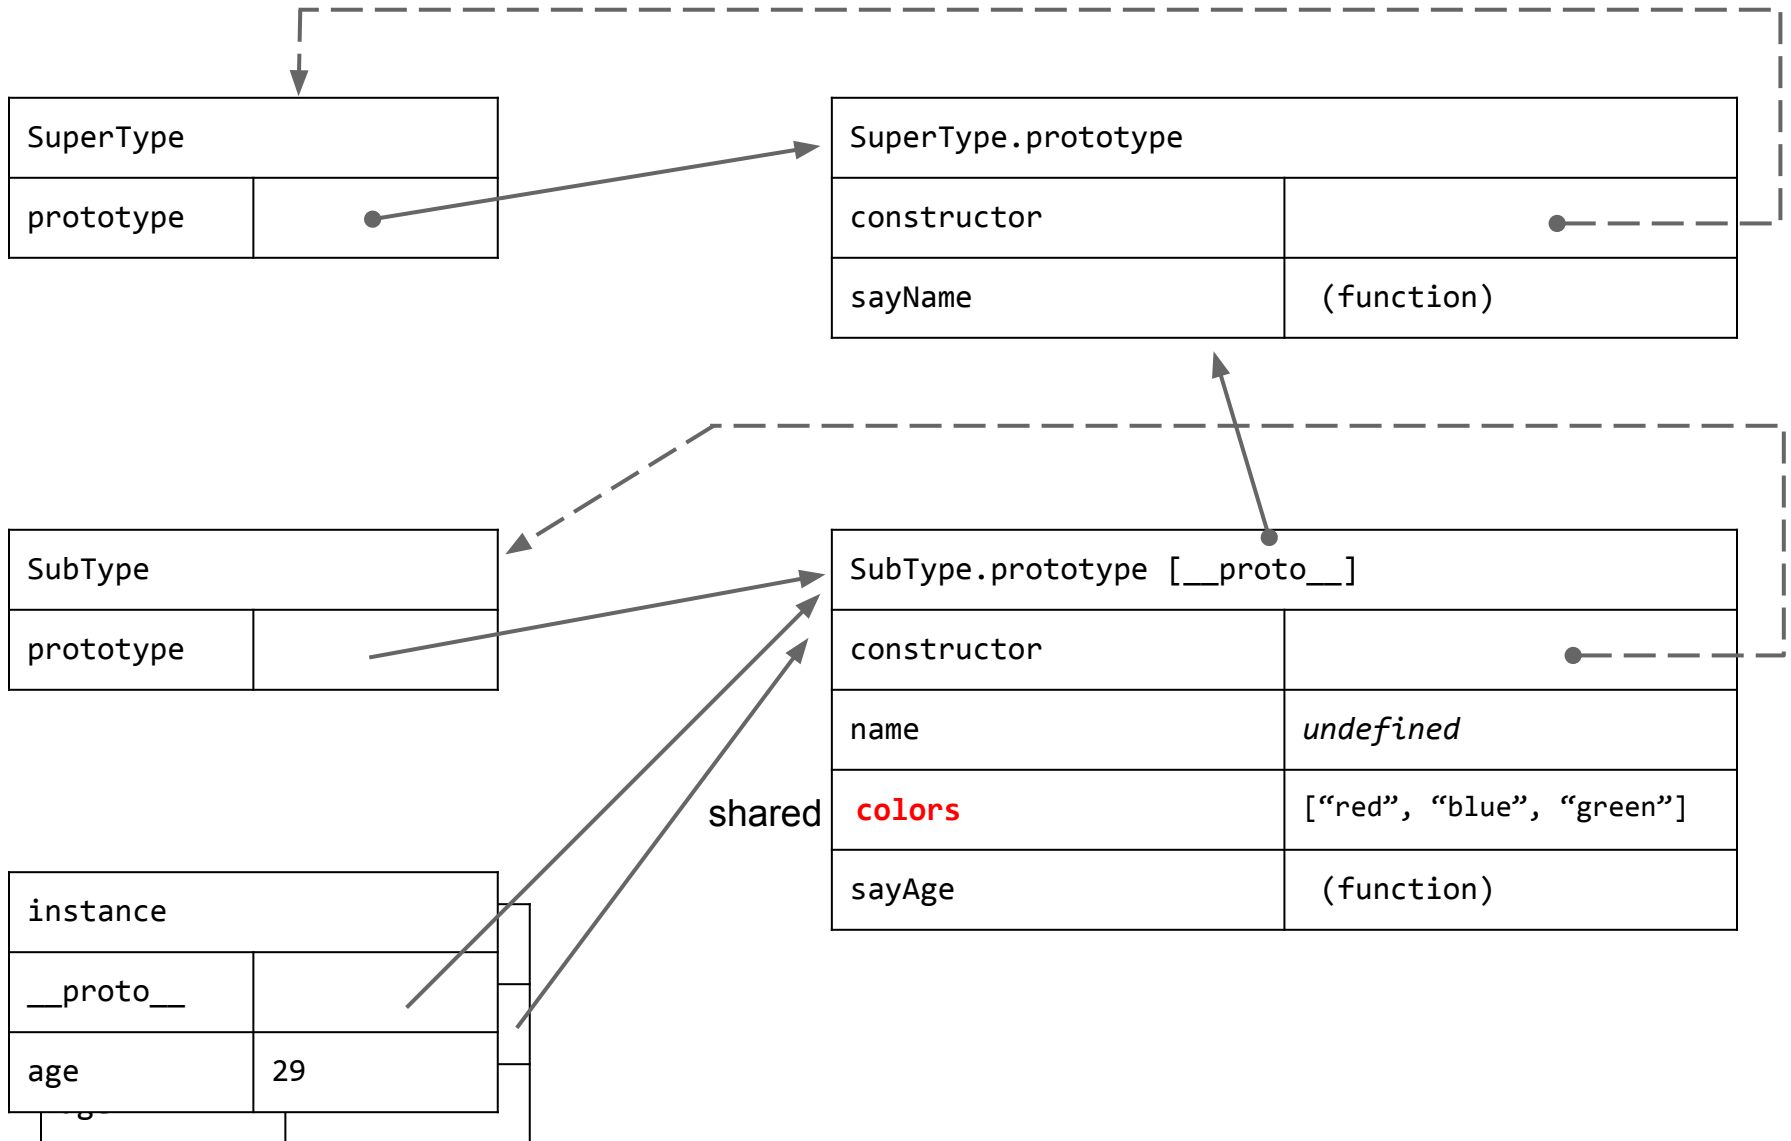 SuperType
prototype
SuperType.prototype
constructor
sayName (function)
SubType
prototype
SubType.prototype [__proto__]
constructor
name undefined
shared
colors [“red”, “blue”, “green”]
sayAge (function)
instance
__proto__
age 29